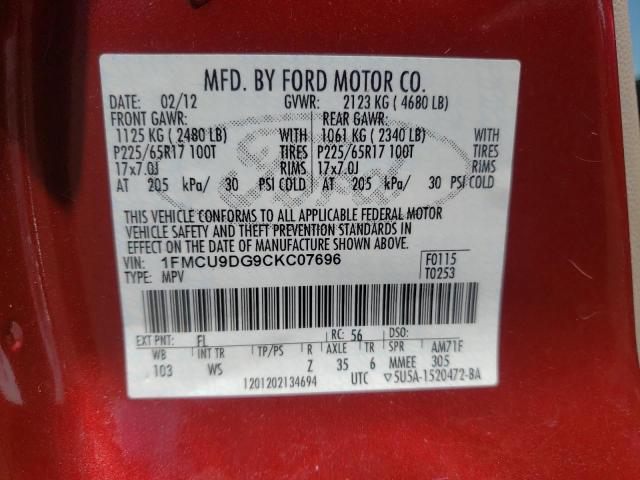 MFD. BY FORD MOTOR CO.
DATE: 02/12 GVWR: 2123 KG ( 4680 LB)
FRONT GAWR: REAR GAWR:
1125 KG ( 2480 LB) WITH 1061 KG ( 2340 LB) WITH
P225/65R17 100T TIRES P225/65R17 100T TIRES
17x7.0J RIMS 17x7.0J RIMS
AT 205 kPa/ 30 PSI COLD AT 205 kPa/ 30 PSI COLD
Ford
THIS VEHICLE CONFORMS TO ALL APPLICABLE FEDERAL MOTOR
VEHICLE SAFETY AND THEFT PREVENTION STANDARDS IN
EFFECT ON THE DATE OF MANUFACTURE SHOWN ABOVE.
VIN: 1FMCU9DG9CKC07696 F0115
TYPE: MPV T0253
EXT PNT: FL RC: 56 DSO:
WB INT TR TP/PS R AXLE TR SPR AM71F
103 WS Z 35 6 MMEE 305
1201202134694 UTC ▽5U5A-1520472-BA